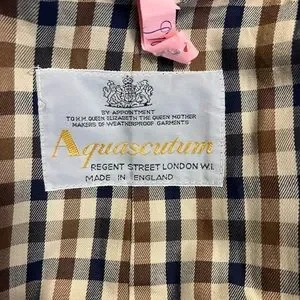 BY APPOINTMENT
TO H.M. QUEEN ELIZABETH THE QUEEN MOTHER
MAKERS OF WEATHERPROOF GARMENTS
Aquascutum
REGENT STREET LONDON W.I.
MADE IN ENGLAND